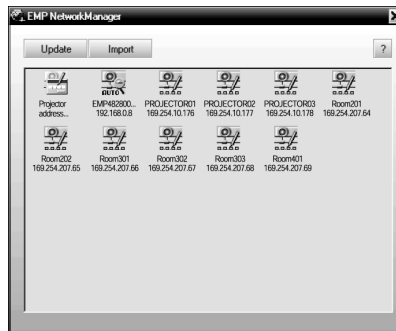 EMP NetworkManager
Update Import ?
Projector address...
AUTO EMP482800... 192.168.0.8
PROJECTOR01 169.254.10.176
PROJECTOR02 169.254.10.177
PROJECTOR03 169.254.10.178
Room201 169.254.207.64
Room202 169.254.207.65
Room301 169.254.207.66
Room302 169.254.207.67
Room303 169.254.207.68
Room401 169.254.207.69